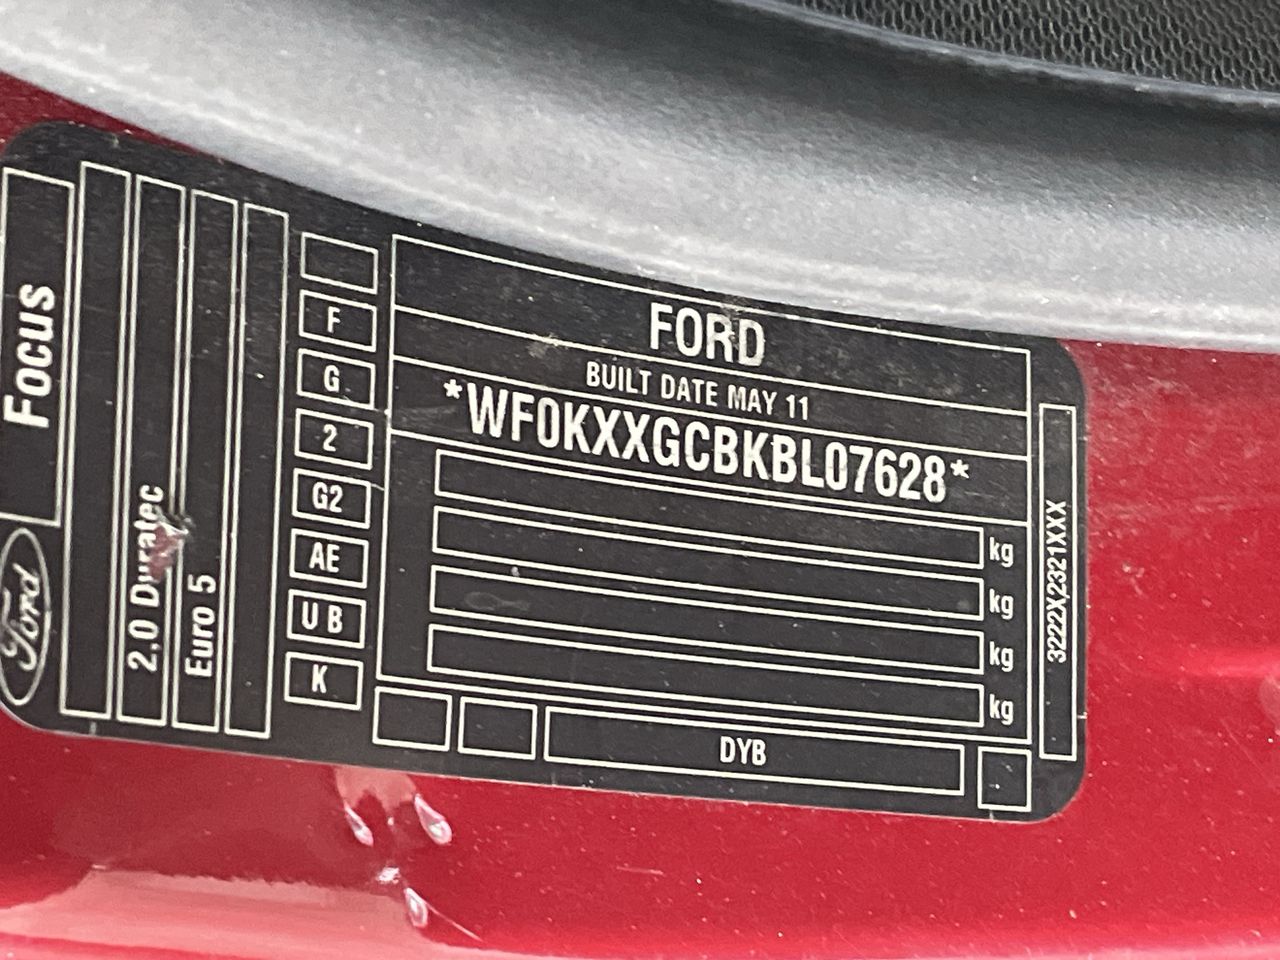 Focus
Ford
2.0 Duratec
Euro 5
F
G
2
G2
AE
U B
K
FORD
BUILT DATE MAY 11
*WF0KXXGCBKBL07628*
kg
kg
kg
kg
DYB
3222X2321XXX